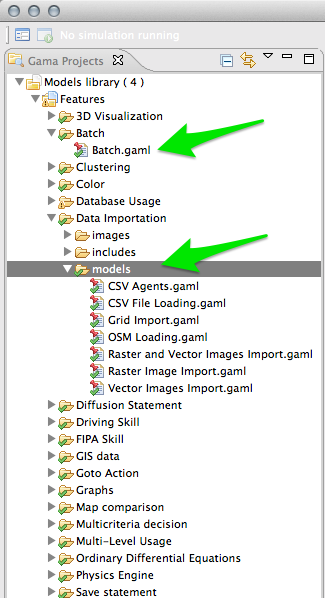 No simulation running
Gama Projects
Models library ( 4 )
Features
3D Visualization
Batch
Batch.gaml
Clustering
Color
Database Usage
Data Importation
images
includes
models
CSV Agents.gaml
CSV File Loading.gaml
Grid Import.gaml
OSM Loading.gaml
Raster and Vector Images Import.gaml
Raster Image Import.gaml
Vector Images Import.gaml
Diffusion Statement
Driving Skill
FIPA Skill
GIS data
Goto Action
Graphs
Map comparison
Multicriteria decision
Multi-Level Usage
Ordinary Differential Equations
Physics Engine
Save statement